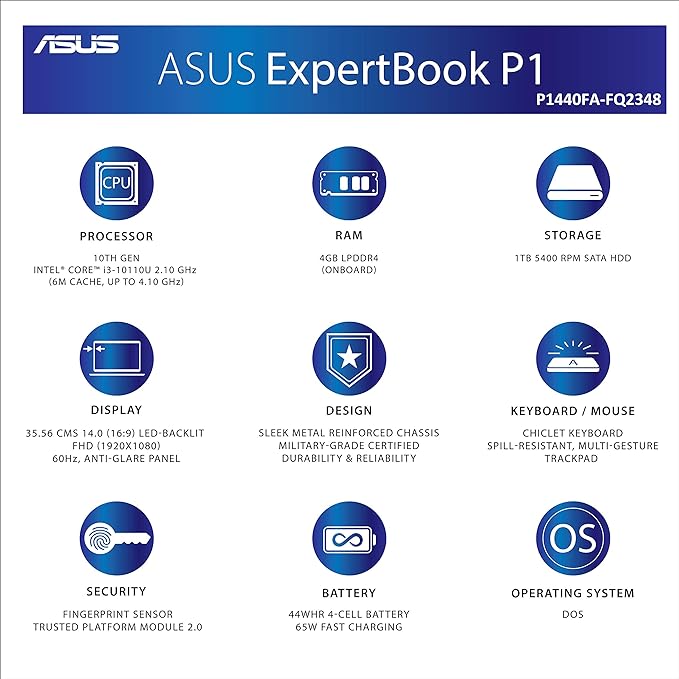 ASUS
ASUS ExpertBook P1
P1440FA-FQ2348
CPU
PROCESSOR
10TH GEN
INTEL® CORE™ i3-10110U 2.10 GHz
(6M CACHE, UP TO 4.10 GHz)
RAM
4GB LPDDR4
(ONBOARD)
STORAGE
1TB 5400 RPM SATA HDD
DISPLAY
35.56 CMS 14.0 (16:9) LED-BACKLIT
FHD (1920X1080)
60Hz, ANTI-GLARE PANEL
DESIGN
SLEEK METAL REINFORCED CHASSIS
MILITARY-GRADE CERTIFIED
DURABILITY & RELIABILITY
KEYBOARD / MOUSE
CHICLET KEYBOARD
SPILL-RESISTANT, MULTI-GESTURE
TRACKPAD
SECURITY
FINGERPRINT SENSOR
TRUSTED PLATFORM MODULE 2.0
BATTERY
44WHR 4-CELL BATTERY
65W FAST CHARGING
OS
OPERATING SYSTEM
DOS